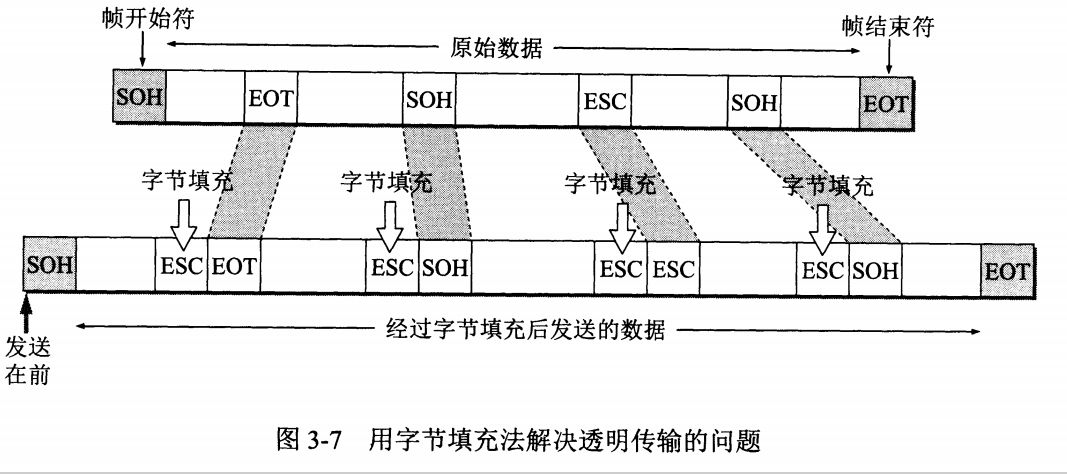 帧开始符
帧结束符
原始数据
SOH EOT SOH ESC SOH EOT
字节填充 字节填充 字节填充 字节填充
SOH ESC EOT ESC SOH ESC ESC ESC SOH EOT
经过字节填充后发送的数据
发送
在前
图 3-7 用字节填充法解决透明传输的问题